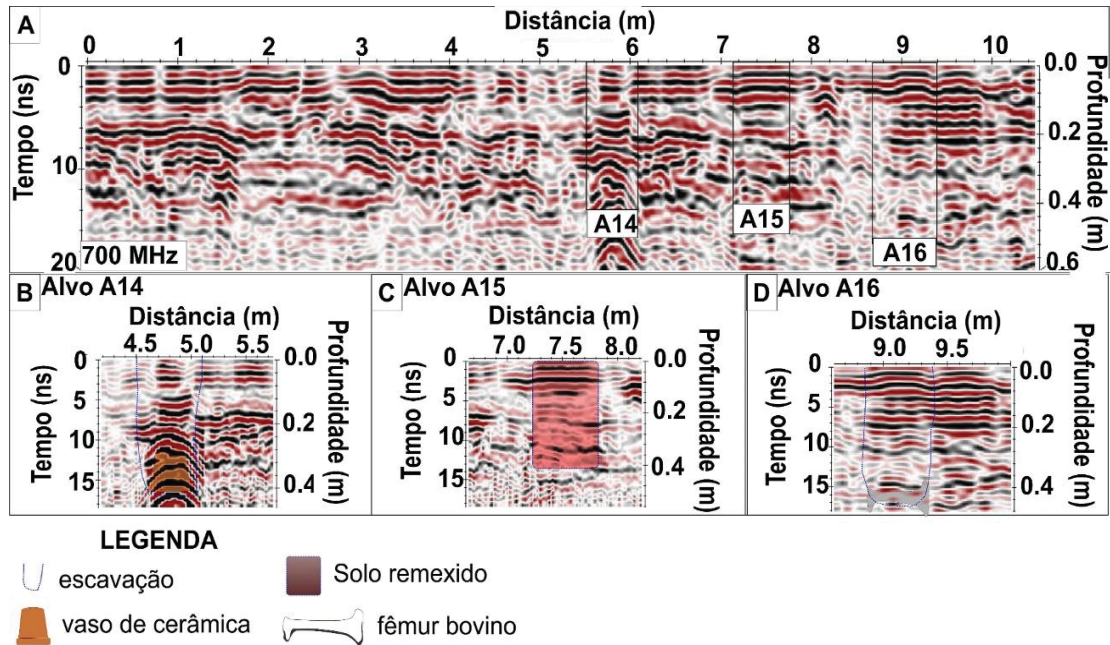 A
Distância (m)
0 1 2 3 4 5 6 7 8 9 10
Tempo (ns)
0
10
20
Profundidade (m)
0.0
0.2
0.4
0.6
A14
A15
A16
700 MHz
B Alvo A14
Distância (m)
4.5 5.0 5.5
Tempo (ns)
0
5
10
15
Profundidade (m)
0.0
0.2
0.4
C Alvo A15
Distância (m)
7.0 7.5 8.0
Tempo (ns)
0
5
10
15
Profundidade (m)
0.0
0.2
0.4
D Alvo A16
Distância (m)
9.0 9.5
Tempo (ns)
0
5
10
15
Profundidade (m)
0.0
0.2
0.4
LEGENDA
escavação
Solo remexido
vaso de cerâmica
fêmur bovino